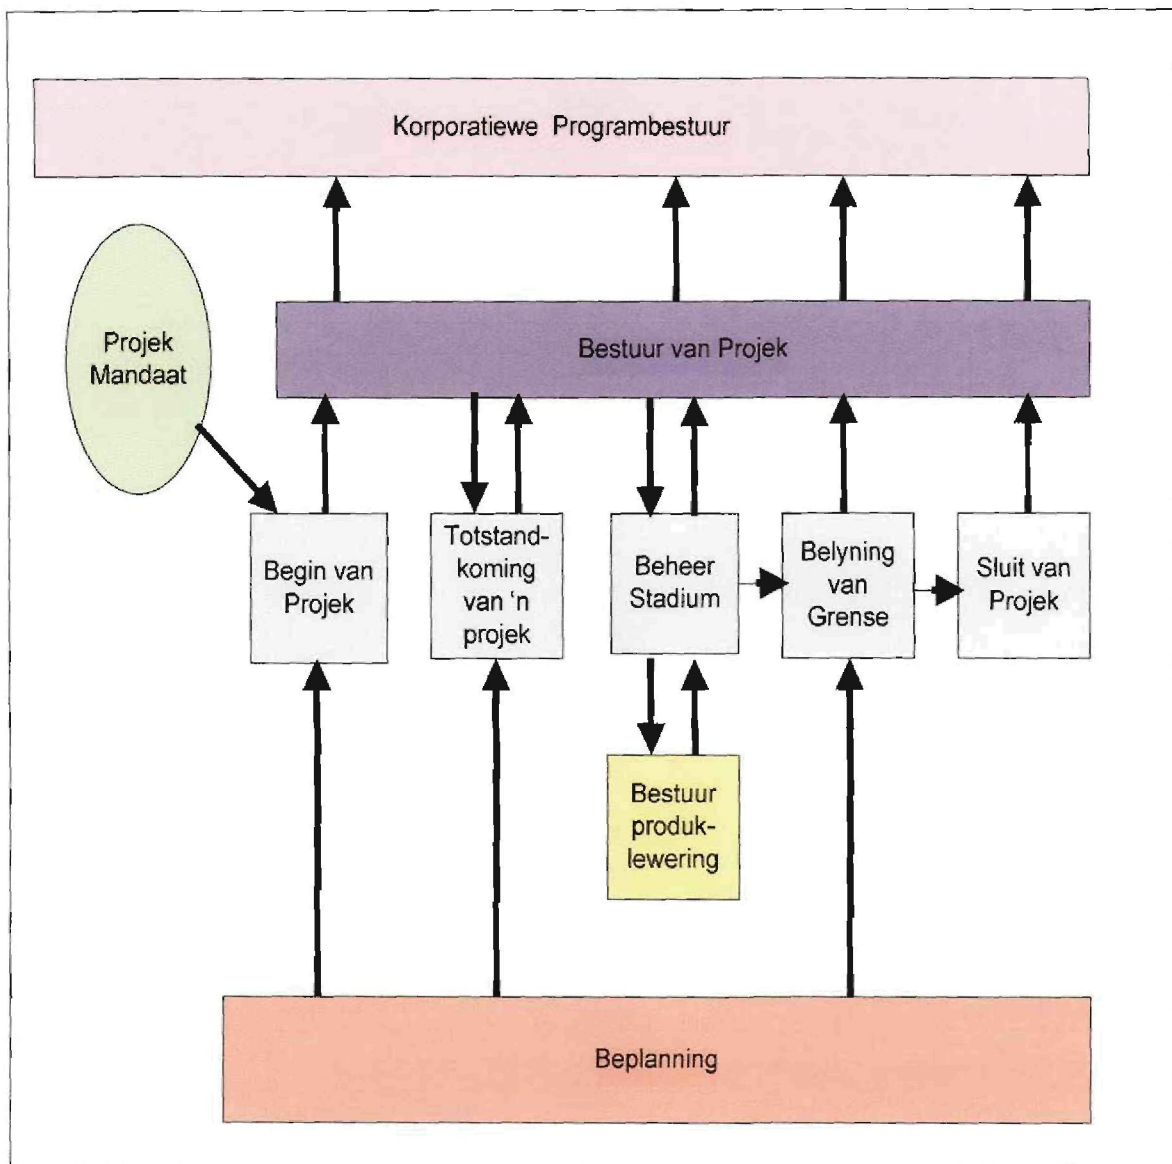 Korporatiewe Programbestuur
Projek
Mandaat
Bestuur van Projek
Begin van
Projek
Totstand-
koming
van ‘n
projek
Beheer
Stadium
Belyning
van
Grense
Sluit van
Projek
Bestuur
produk-
lewering
Beplanning